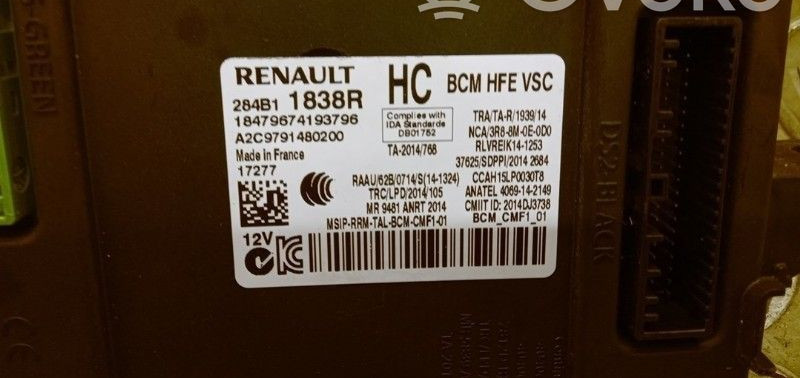 GREEN
RENAULT
284B1 1838R
18479674193796
A2C9791480200
Made in France
17277
12V
HC
BCM HFE VSC
Complies with
IDA Standards
DB01752
TA-2014/768
TRA/TA-R/1939/14
NCA/3R8-8M-0E-0D0
RLVREIK14-1253
37625/SDPPI/2014 2684
RAAU/62B/0714/S(14-1324)
CCAH15LP0030T8
TRC/LPD/2014/105
ANATEL 4069-14-2149
MR 9481 ANRT 2014
CMIIT ID: 2014DJ3738
MSIP-RRM-TAL-BCM-CMF1-01
BCM_CMF1_01
BLACK